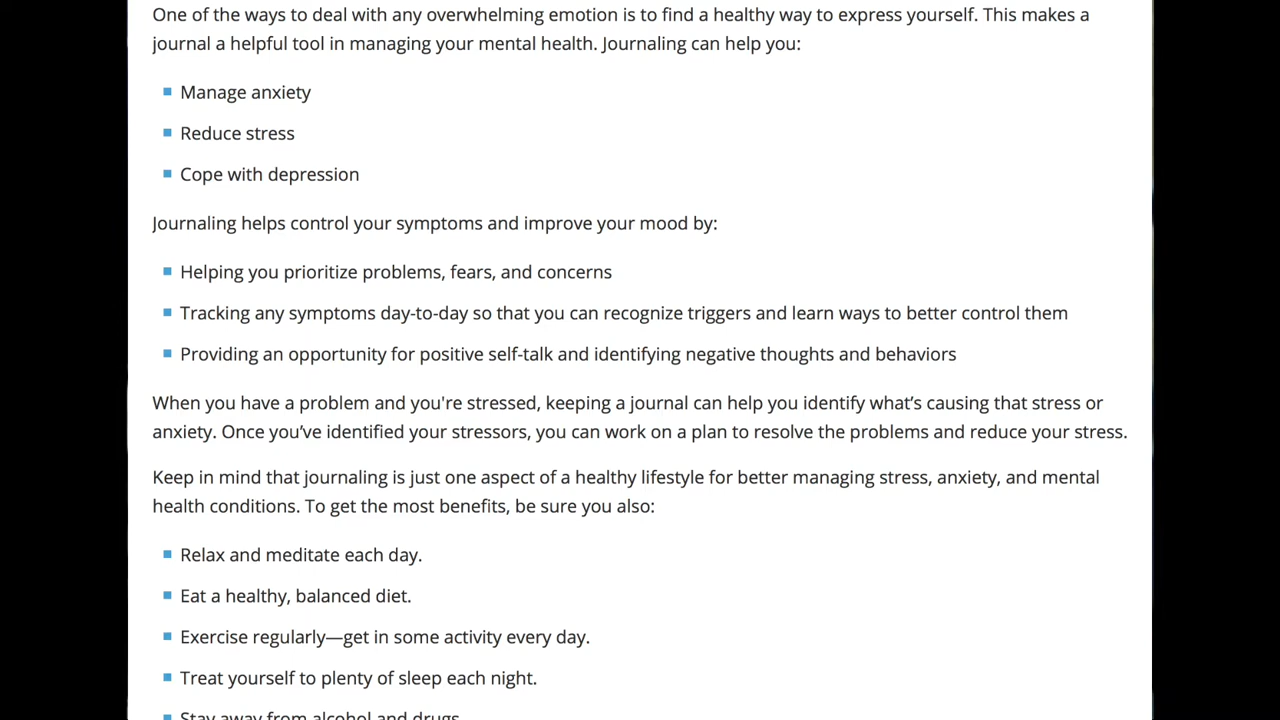 One of the ways to deal with any overwhelming emotion is to find a healthy way to express yourself. This makes a
journal a helpful tool in managing your mental health. Journaling can help you:
Manage anxiety
Reduce stress
Cope with depression
Journaling helps control your symptoms and improve your mood by:
Helping you prioritize problems, fears, and concerns
Tracking any symptoms day-to-day so that you can recognize triggers and learn ways to better control them
Providing an opportunity for positive self-talk and identifying negative thoughts and behaviors
When you have a problem and you're stressed, keeping a journal can help you identify what’s causing that stress or
anxiety. Once you’ve identified your stressors, you can work on a plan to resolve the problems and reduce your stress.
Keep in mind that journaling is just one aspect of a healthy lifestyle for better managing stress, anxiety, and mental
health conditions. To get the most benefits, be sure you also:
Relax and meditate each day.
Eat a healthy, balanced diet.
Exercise regularly—get in some activity every day.
Treat yourself to plenty of sleep each night.
Stay away from alcohol and drugs.